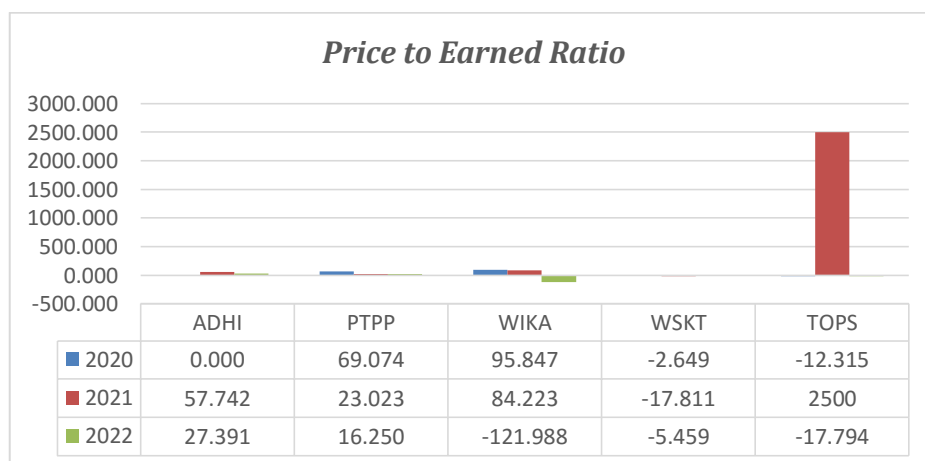 Price to Earned Ratio
3000.000
2500.000
2000.000
1500.000
1000.000
500.000
0.000
-500.000
ADHI PTPP WIKA WSKT TOPS
2020 0.000 69.074 95.847 -2.649 -12.315
2021 57.742 23.023 84.223 -17.811 2500
2022 27.391 16.250 -121.988 -5.459 -17.794